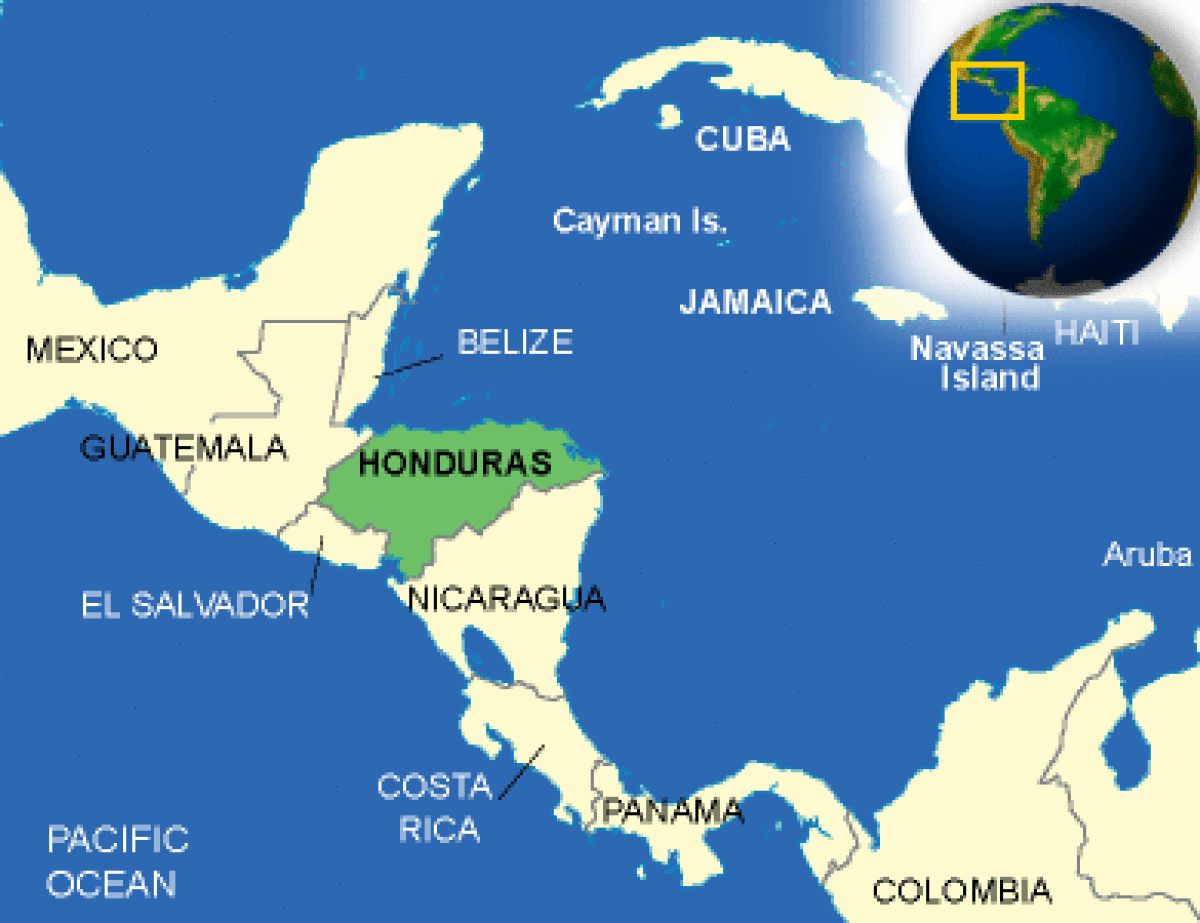 CUBA
Cayman Is.
JAMAICA
HAITI
Navassa
Island
MEXICO
BELIZE
GUATEMALA
HONDURAS
Aruba
EL SALVADOR
NICARAGUA
COSTA
RICA
PANAMA
PACIFIC
OCEAN
COLOMBIA